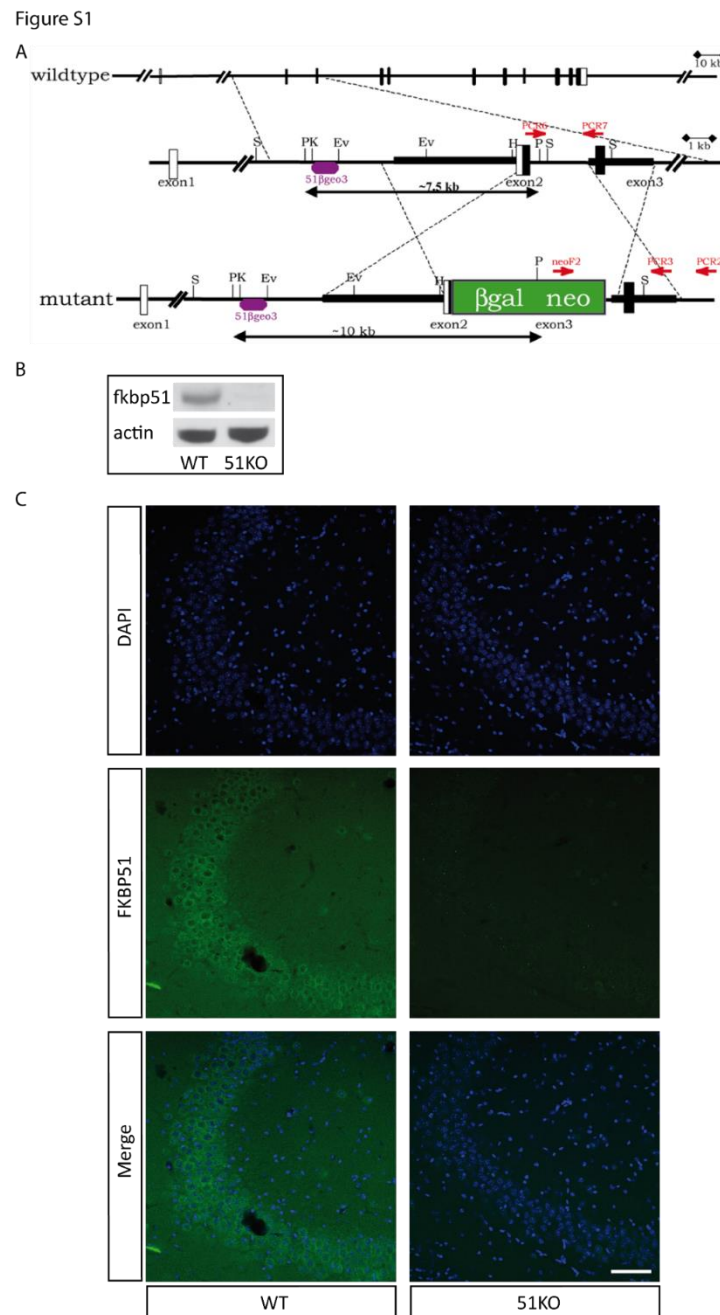 Figure S1
A
wildtype
10 kb
S PK Ev Ev H P S S
PCR6 PCR7
1 kb
51βgeo3
exon1 exon2 exon3
~7.5 kb
S PK Ev Ev H P S
neoF2 PCR3 PCR2
mutant
βgal neo
51βgeo3
exon1 exon2 exon3
~10 kb
B
fkbp51
actin
WT 51KO
C
DAPI
FKBP51
Merge
WT 51KO